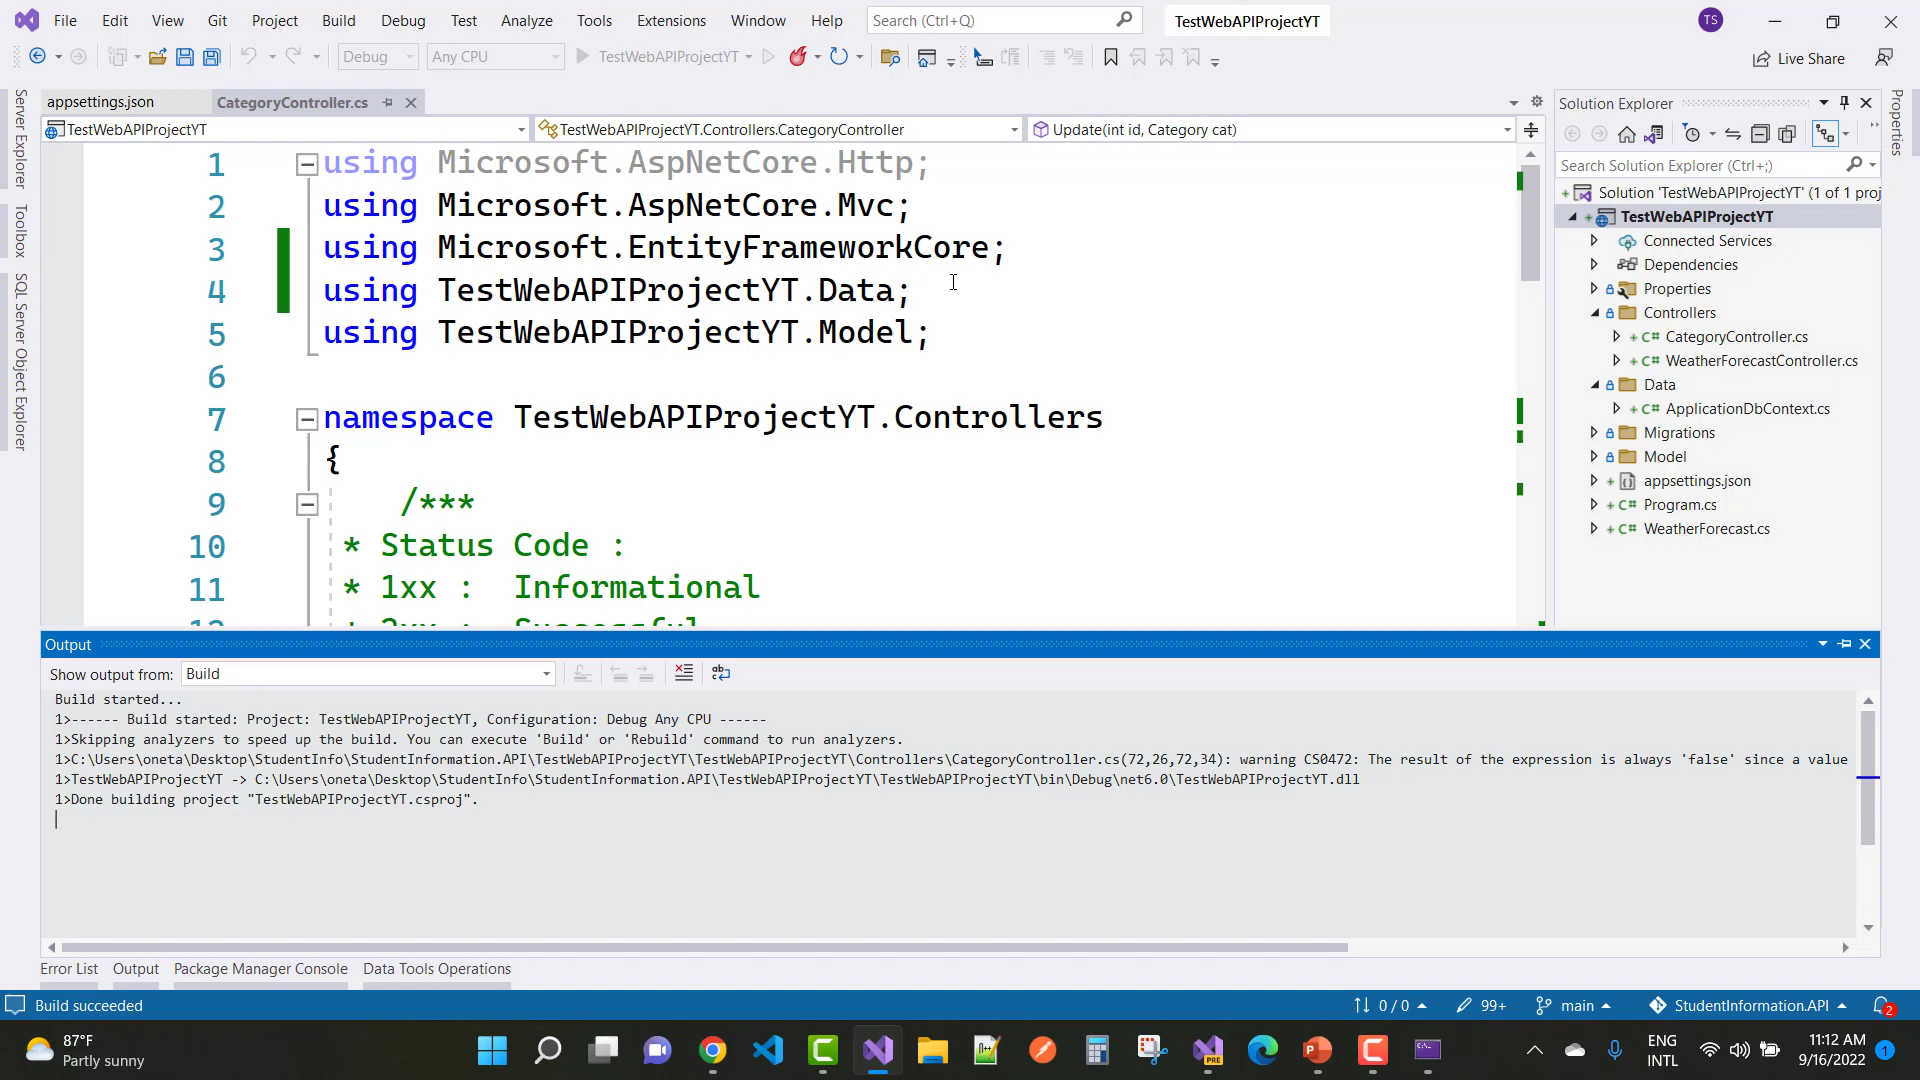 File Edit View Git Project Build Debug Test Analyze Tools Extensions Window Help Search (Ctrl+Q) TestWebAPIProjectYT TS
Debug Any CPU TestWebAPIProjectYT Live Share
appsettings.json CategoryController.cs
TestWebAPIProjectYT TestWebAPIProjectYT.Controllers.CategoryController Update(int id, Category cat)
Server Explorer
Toolbox
SQL Server Object Explorer
1 using Microsoft.AspNetCore.Http;
2 using Microsoft.AspNetCore.Mvc;
3 using Microsoft.EntityFrameworkCore;
4 using TestWebAPIProjectYT.Data;
5 using TestWebAPIProjectYT.Model;
6
7 namespace TestWebAPIProjectYT.Controllers
8 {
9 /***
10 * Status Code :
11 * 1xx : Informational
12 * 2xx : Successful
Solution Explorer
Search Solution Explorer (Ctrl+;)
Solution 'TestWebAPIProjectYT' (1 of 1 proj
TestWebAPIProjectYT
Connected Services
Dependencies
Properties
Controllers
C# CategoryController.cs
C# WeatherForecastController.cs
Data
C# ApplicationDbContext.cs
Migrations
Model
appsettings.json
C# Program.cs
C# WeatherForecast.cs
Properties
Output
Show output from: Build
Build started...
1>------ Build started: Project: TestWebAPIProjectYT, Configuration: Debug Any CPU ------
1>Skipping analyzers to speed up the build. You can execute 'Build' or 'Rebuild' command to run analyzers.
1>C:\Users\oneta\Desktop\StudentInfo\StudentInformation.API\TestWebAPIProjectYT\TestWebAPIProjectYT\Controllers\CategoryController.cs(72,26,72,34): warning CS0472: The result of the expression is always 'false' since a value
1>TestWebAPIProjectYT -> C:\Users\oneta\Desktop\StudentInfo\StudentInformation.API\TestWebAPIProjectYT\TestWebAPIProjectYT\bin\Debug\net6.0\TestWebAPIProjectYT.dll
1>Done building project "TestWebAPIProjectYT.csproj".
Error List Output Package Manager Console Data Tools Operations
Build succeeded 0 / 0 99+ main StudentInformation.API 2
87°F
Partly sunny
PRE
ENG
INTL
11:12 AM
9/16/2022
1